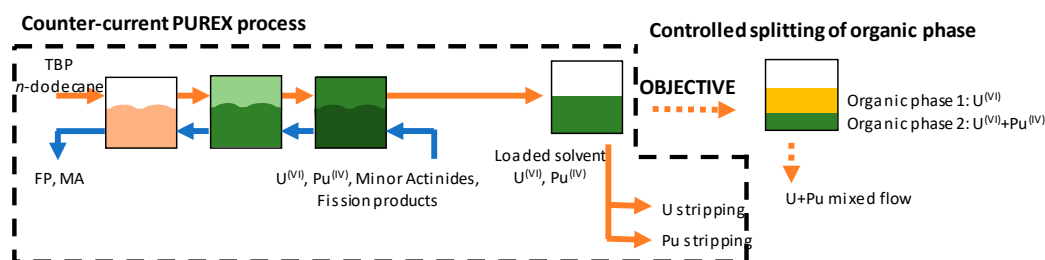 Counter-current PUREX process
Controlled splitting of organic phase
TBP
n-dodecane
OBJECTIVE
Organic phase 1: U(VI)
Organic phase 2: U(VI)+Pu(IV)
FP, MA
U(VI), Pu(IV), Minor Actinides,
Fission products
Loaded solvent
U(VI), Pu(IV)
U stripping
Pu stripping
U+Pu mixed flow